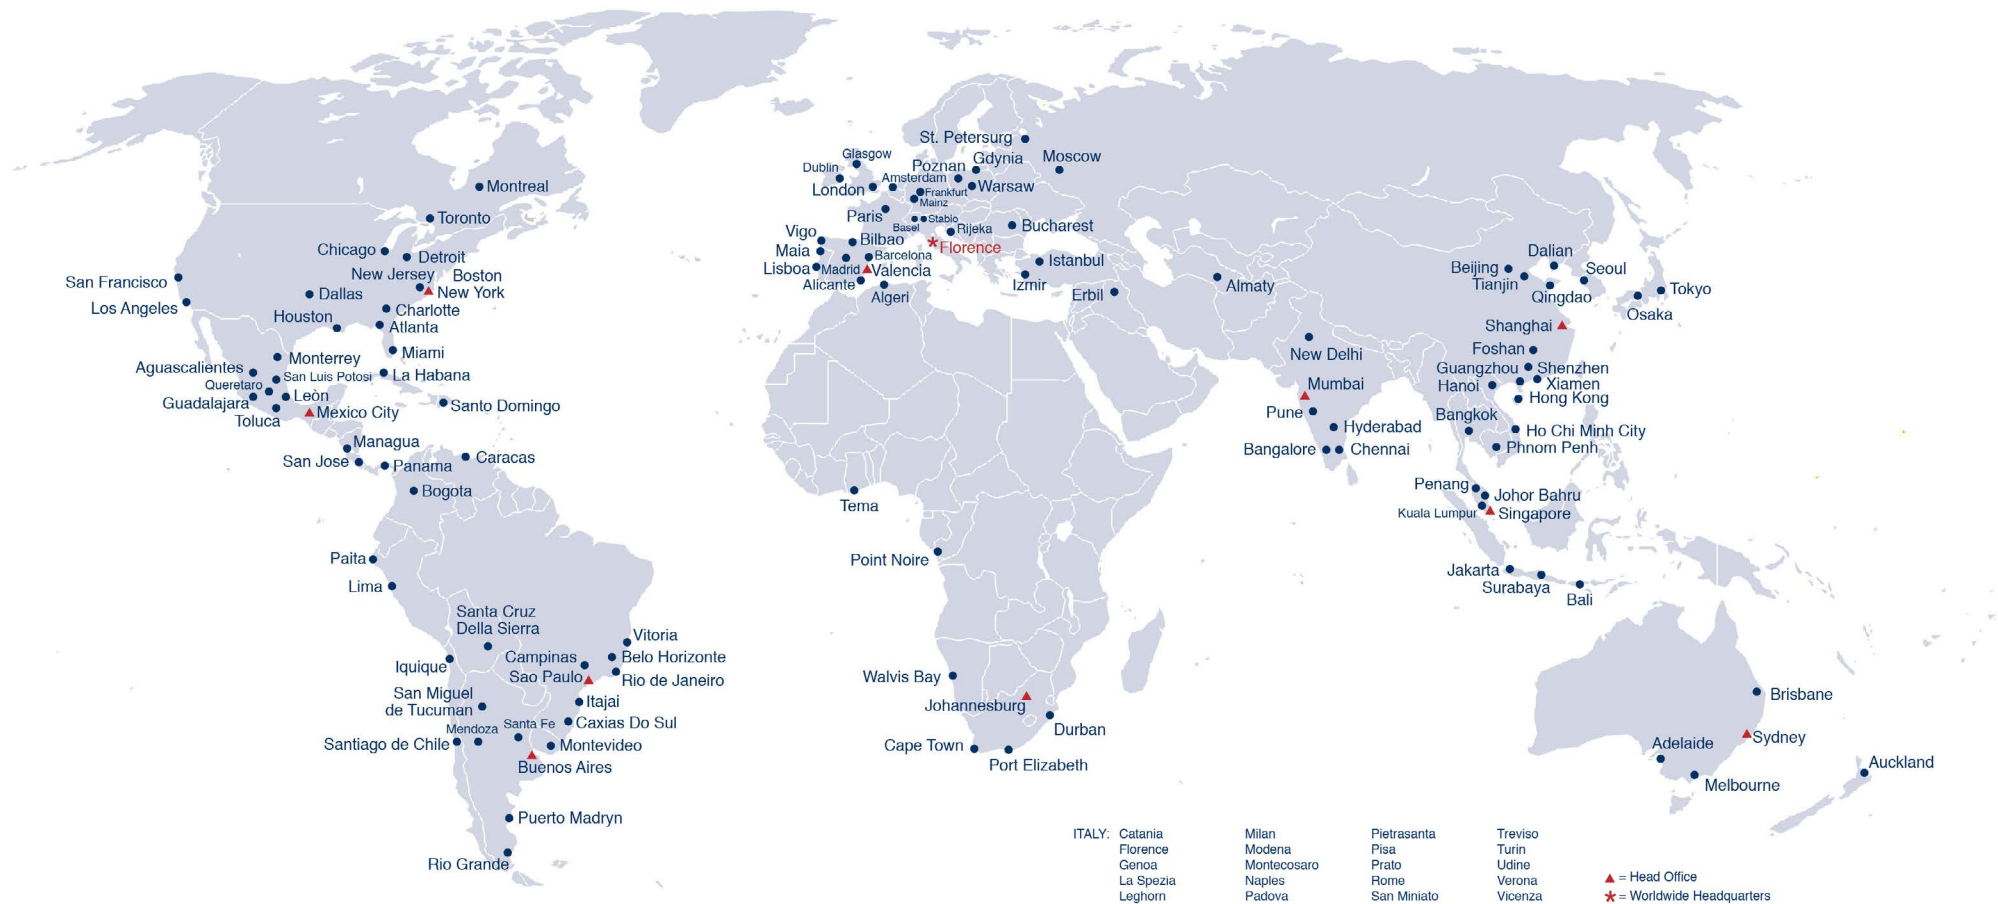 St. Petersurg
Glasgow
Gdynia
Moscow
Dublin
Poznan
Amsterdam
London
Frankfurt
Warsaw
Montreal
Mainz
Paris
Stabio
Toronto
Basel
Rijeka
Bucharest
Vigo
Bilbao
Florence
Chicago
Detroit
Maia
Barcelona
Istanbul
Dalian
Lisboa
Madrid
Valencia
Beijing
Seoul
San Francisco
New Jersey
Boston
Alicante
Izmir
Almaty
Tianjin
New York
Dallas
Algeri
Erbil
Qingdao
Tokyo
Los Angeles
Charlotte
Osaka
Houston
Atlanta
Shanghai
Miami
New Delhi
Foshan
Monterrey
Aguascalientes
San Luis Potosi
La Habana
Guangzhou
Shenzhen
Queretaro
Mumbai
Hanoi
Xiamen
Guadalajara
Leòn
Hong Kong
Santo Domingo
Toluca
Mexico City
Pune
Bangkok
Hyderabad
Ho Chi Minh City
Managua
Bangalore
Chennai
Phnom Penh
San Jose
Panama
Caracas
Bogota
Penang
Johor Bahru
Tema
Kuala Lumpur
Singapore
Paita
Point Noire
Lima
Jakarta
Surabaya
Bali
Santa Cruz
Della Sierra
Vitoria
Iquique
Campinas
Belo Horizonte
Sao Paulo
Rio de Janeiro
Walvis Bay
San Miguel
de Tucuman
Itajai
Johannesburg
Brisbane
Mendoza
Santa Fe
Caxias Do Sul
Durban
Santiago de Chile
Montevideo
Cape Town
Adelaide
Sydney
Buenos Aires
Port Elizabeth
Auckland
Melbourne
Puerto Madryn
Rio Grande
ITALY: Catania Milan Pietrasanta Treviso
Florence Modena Pisa Turin
Genoa Montecosaro Prato Udine
La Spezia Naples Rome Verona
Leghorn Padova San Miniato Vicenza
▲ = Head Office
* = Worldwide Headquarters